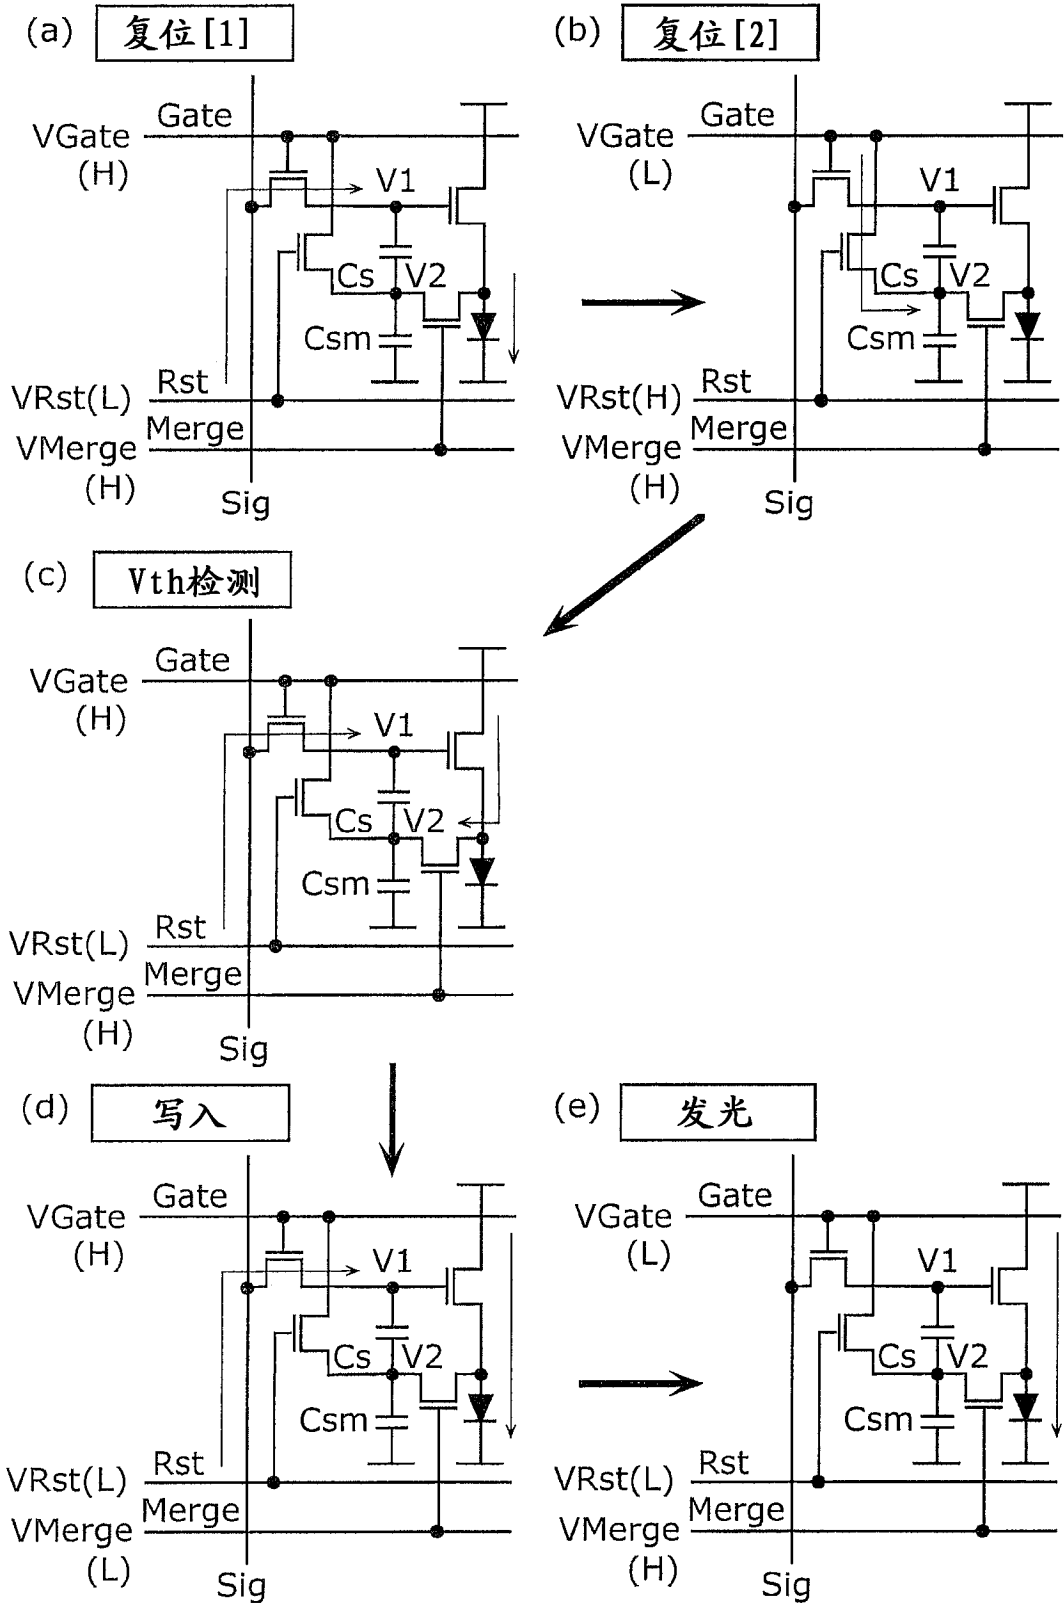 (a) 复位[1]
Gate
VGate
(H)
V1
Cs V2
Csm
Rst
VRst(L)
Merge
VMerge
(H)
Sig
(b) 复位[2]
Gate
VGate
(L)
V1
Cs V2
Csm
Rst
VRst(H)
Merge
VMerge
(H)
Sig
(c) Vth检测
Gate
VGate
(H)
V1
Cs V2
Csm
Rst
VRst(L)
Merge
VMerge
(H)
Sig
(d) 写入
Gate
VGate
(H)
V1
Cs V2
Csm
Rst
VRst(L)
Merge
VMerge
(L)
Sig
(e) 发光
Gate
VGate
(L)
V1
Cs V2
Csm
Rst
VRst(L)
Merge
VMerge
(H)
Sig